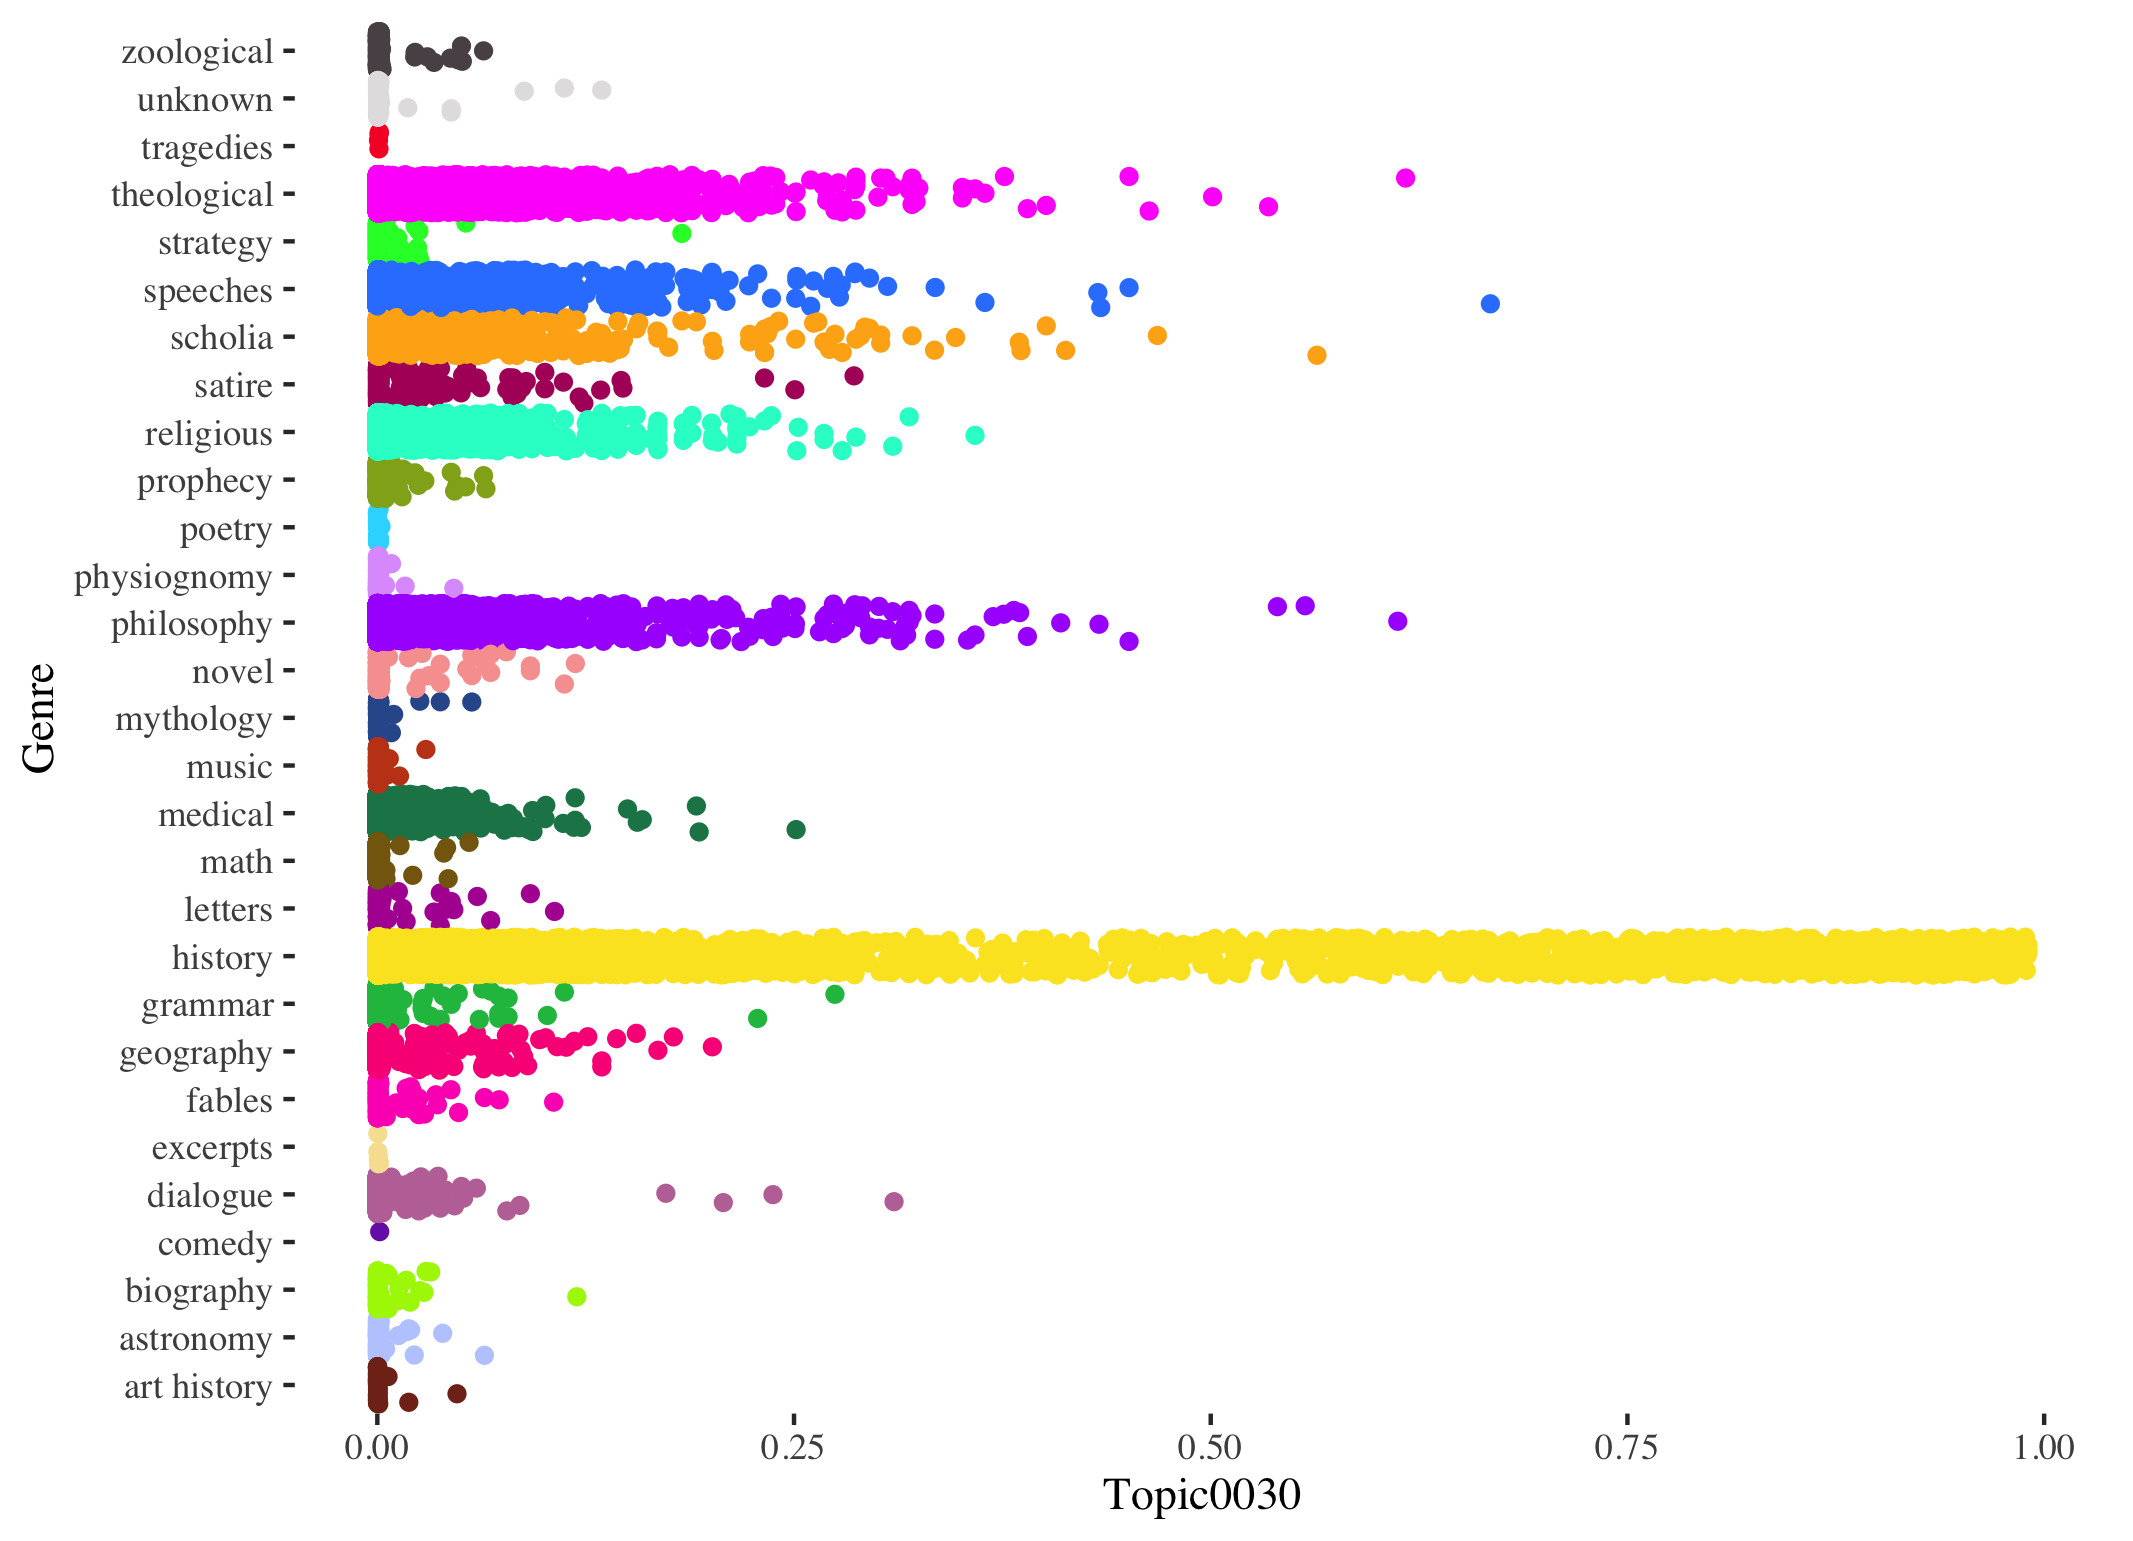 zoological
unknown
tragedies
theological
strategy
speeches
scholia
satire
religious
prophecy
poetry
physiognomy
philosophy
novel
mythology
music
medical
math
letters
history
grammar
geography
fables
excerpts
dialogue
comedy
biography
astronomy
art history
Genre
0.00 0.25 0.50 0.75 1.00
Topic0030